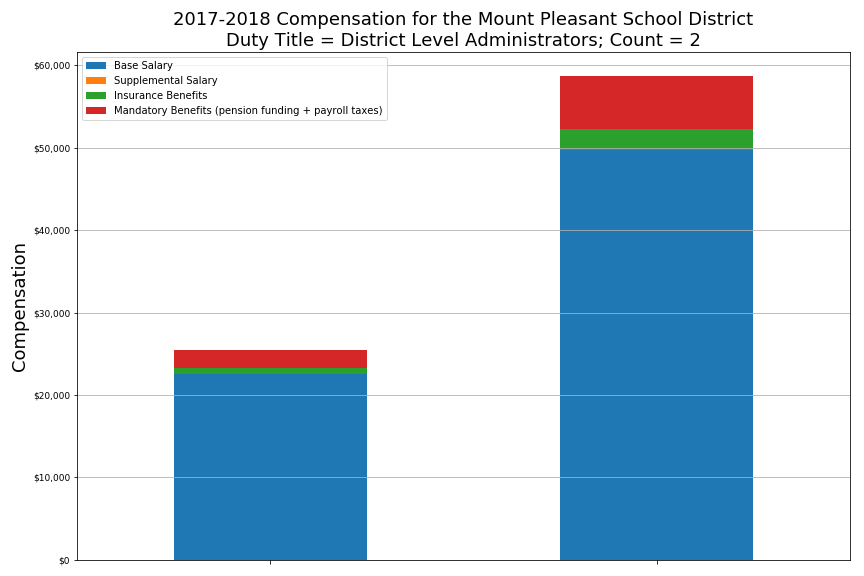 2017-2018 Compensation for the Mount Pleasant School District
Duty Title = District Level Administrators; Count = 2
Base Salary
Supplemental Salary
Insurance Benefits
Mandatory Benefits (pension funding + payroll taxes)
Compensation
$60,000
$50,000
$40,000
$30,000
$20,000
$10,000
$0